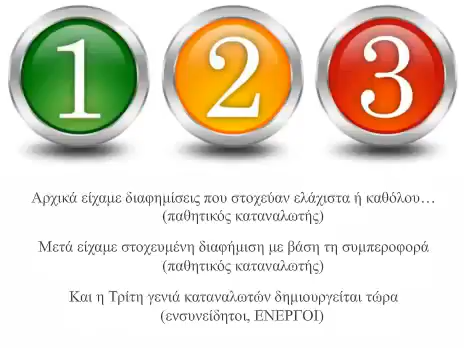 1 2 3
Αρχικά είχαμε διαφημίσεις που στοχεύαν ελάχιστα ή καθόλου…
(παθητικός καταναλωτής)
Μετά είχαμε στοχευμένη διαφήμιση με βάση τη συμπεροφορά
(παθητικός καταναλωτής)
Και η Τρίτη γενιά καταναλωτών δημιουργείται τώρα
(ενσυνείδητοι, ΕΝΕΡΓΟΙ)